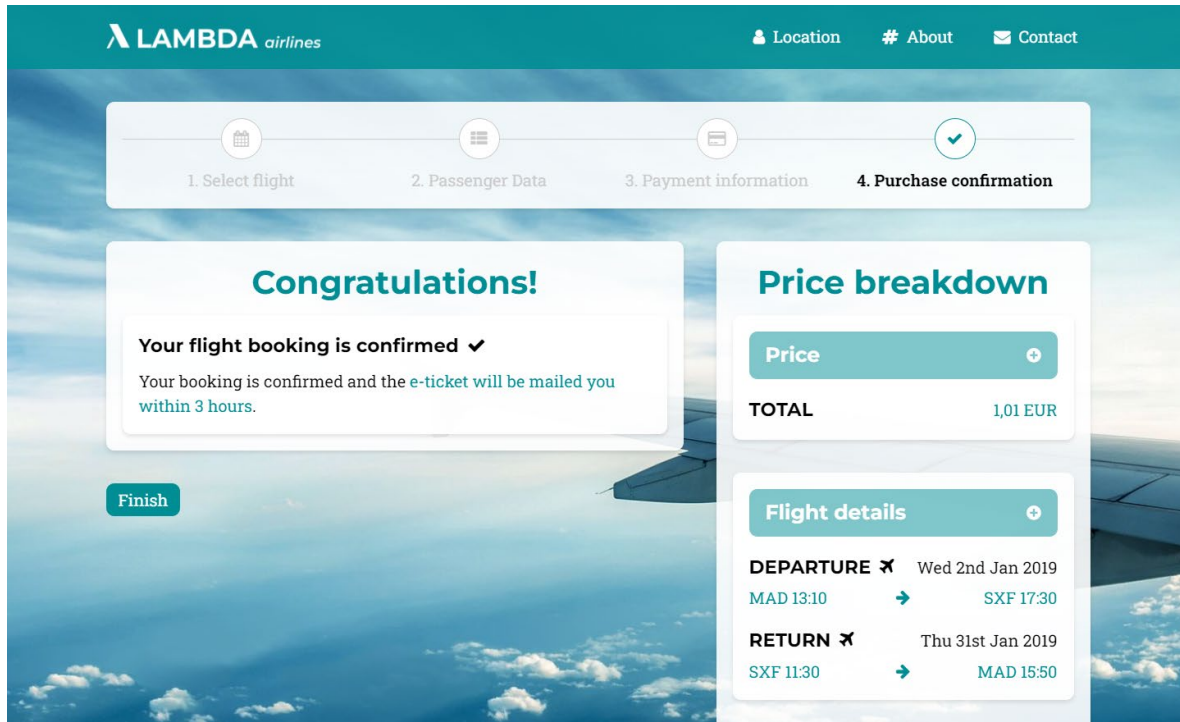 LAMBDA airlines
Location
# About
Contact
1. Select flight
2. Passenger Data
3. Payment information
4. Purchase confirmation
Congratulations!
Your flight booking is confirmed
Your booking is confirmed and the e-ticket will be mailed you
within 3 hours.
Finish
Price breakdown
Price
TOTAL 1,01 EUR
Flight details
DEPARTURE Wed 2nd Jan 2019
MAD 13:10 SXF 17:30
RETURN Thu 31st Jan 2019
SXF 11:30 MAD 15:50